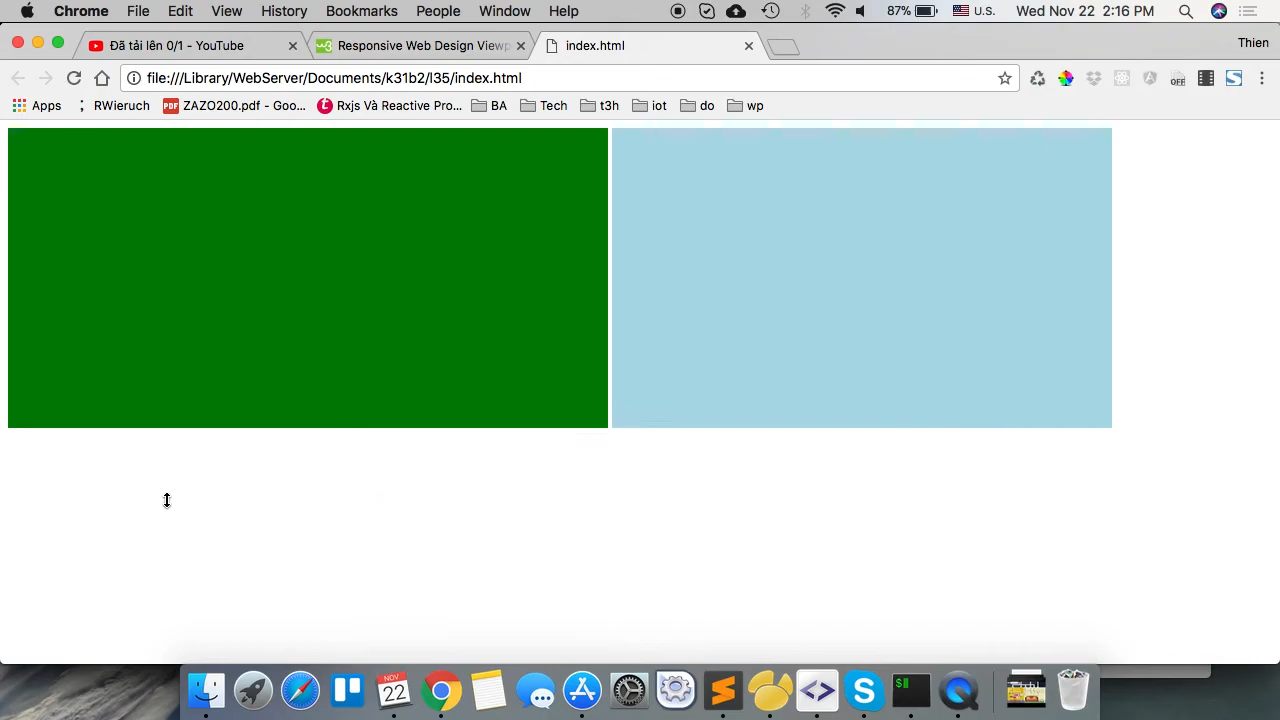 Chrome File Edit View History Bookmarks People Window Help 87% U.S. Wed Nov 22 2:16 PM
Đã tải lên 0/1 - YouTube Responsive Web Design Viewp index.html Thien
file:///Library/WebServer/Documents/k31b2/l35/index.html OFF
Apps RWieruch PDF ZAZO200.pdf - Goo... t Rxjs Và Reactive Pro... BA Tech t3h iot do wp
NOV
22